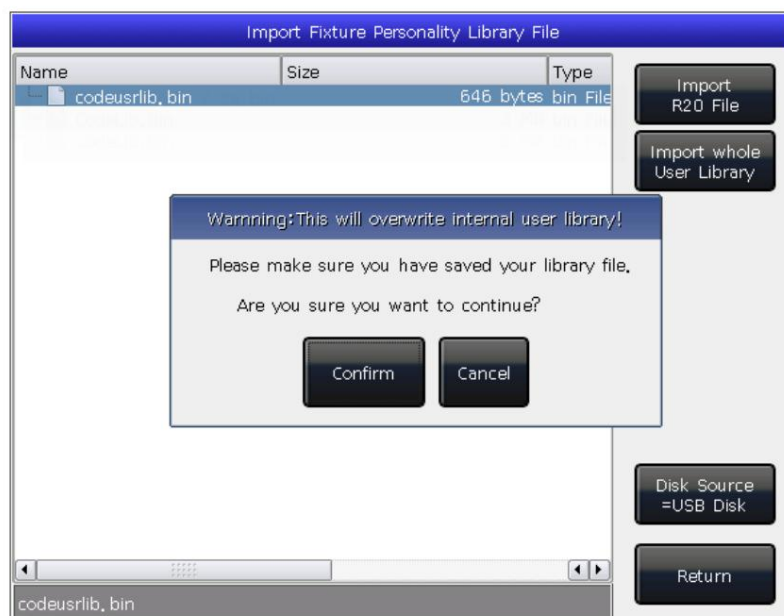 Import Fixture Personality Library File
Name Size Type
codeusrlib.bin 646 bytes bin File
Import
R20 File
Import whole
User Library
Warnning:This will overwrite internal user library!
Please make sure you have saved your library file.
Are you sure you want to continue?
Confirm Cancel
Disk Source
=USB Disk
Return
codeusrlib.bin